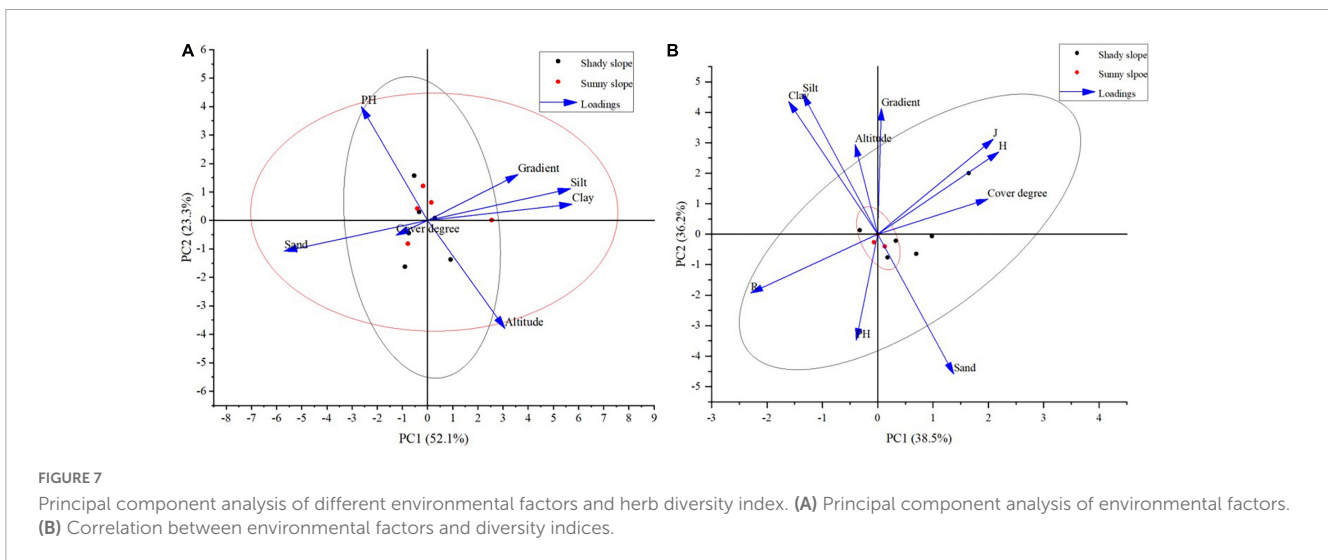 A
6
5
4
3
2
1
0
-1
-2
-3
-4
-5
-6
PC2 (23.3%)
-8 -7 -6 -5 -4 -3 -2 -1 0 1 2 3 4 5 6 7 8 9
PC1 (52.1%)
Shady slope
Sunny slope
Loadings
PH
Gradient
Silt
Clay
Cover degree
Sand
Altitude
B
5
4
3
2
1
0
-1
-2
-3
-4
-5
PC2 (36.2%)
-3 -2 -1 0 1 2 3 4
PC1 (38.5%)
Shady slope
Sunny slpoe
Loadings
Silt
Clay
Gradient
Altitude
J
H
Cover degree
R
PH
Sand
FIGURE 7
Principal component analysis of different environmental factors and herb diversity index. (A) Principal component analysis of environmental factors.
(B) Correlation between environmental factors and diversity indices.